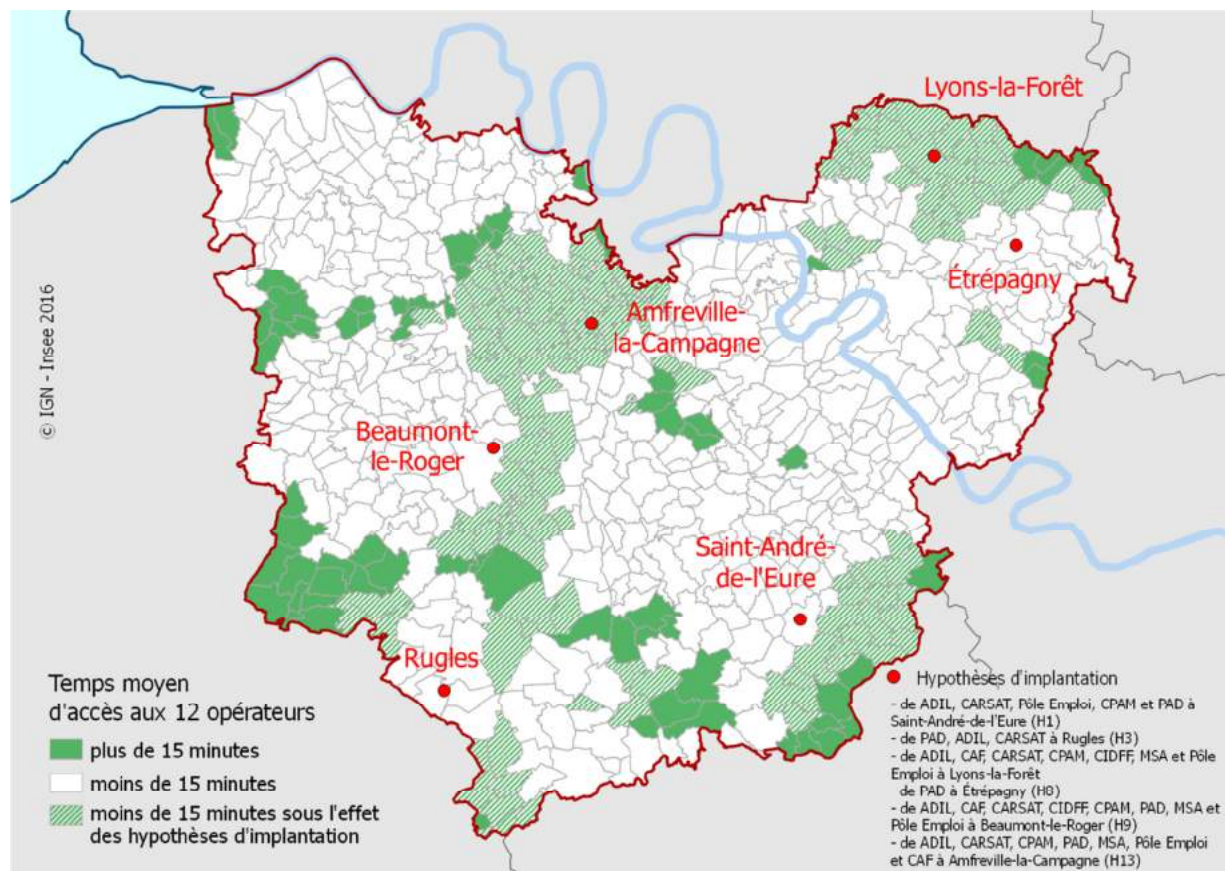 Lyons-la-Forêt
Étrépagny
Amfreville-
la-Campagne
Beaumont-
le-Roger
Saint-André-
de-l'Eure
Rugles
© IGN - Insee 2016
Temps moyen
d'accès aux 12 opérateurs
plus de 15 minutes
moins de 15 minutes
moins de 15 minutes sous l'effet
des hypothèses d'implantation
Hypothèses d'implantation
- de ADIL, CARSAT, Pôle Emploi, CPAM et PAD à
Saint-André-de-l'Eure (H1)
- de PAD, ADIL, CARSAT à Rugles (H3)
- de ADIL, CAF, CARSAT, CPAM, CIDFF, MSA et Pôle
Emploi à Lyons-la-Forêt
de PAD à Étrépagny (H8)
- de ADIL, CAF, CARSAT, CIDFF, CPAM, PAD, MSA et
Pôle Emploi à Beaumont-le-Roger (H9)
- de ADIL, CARSAT, CPAM, PAD, MSA, Pôle Emploi
et CAF à Amfreville-la-Campagne (H13)